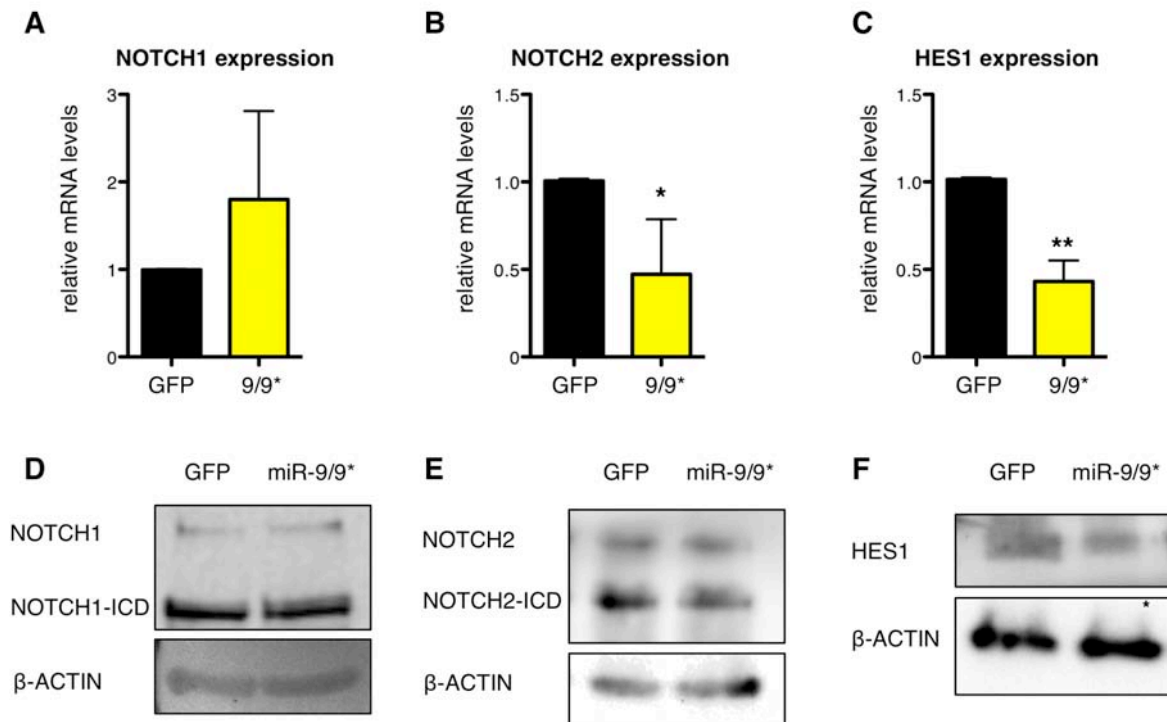 A
NOTCH1 expression
relative mRNA levels
3
2
1
0
GFP
9/9*
B
NOTCH2 expression
relative mRNA levels
1.5
1.0
0.5
0
*
GFP
9/9*
C
HES1 expression
relative mRNA levels
1.5
1.0
0.5
0
**
GFP
9/9*
D
GFP miR-9/9*
NOTCH1
NOTCH1-ICD
β-ACTIN
E
GFP miR-9/9*
NOTCH2
NOTCH2-ICD
β-ACTIN
F
GFP miR-9/9*
HES1
*
β-ACTIN